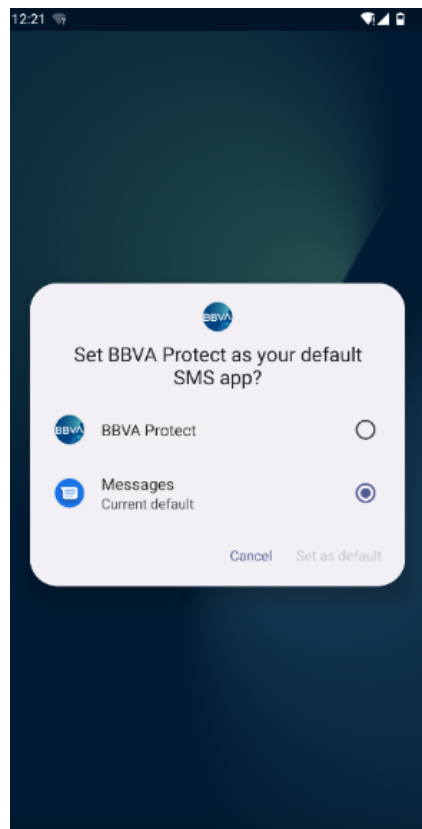 12:21
BBVA
Set BBVA Protect as your default
SMS app?
BBVA
BBVA Protect
Messages
Current default
Cancel
Set as default